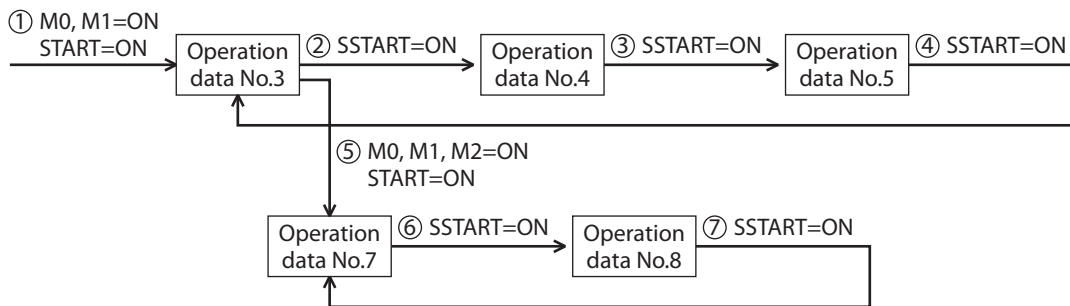 ① M0, M1=ON
START=ON
Operation
data No.3
② SSTART=ON
Operation
data No.4
③ SSTART=ON
Operation
data No.5
④ SSTART=ON
⑤ M0, M1, M2=ON
START=ON
Operation
data No.7
⑥ SSTART=ON
Operation
data No.8
⑦ SSTART=ON